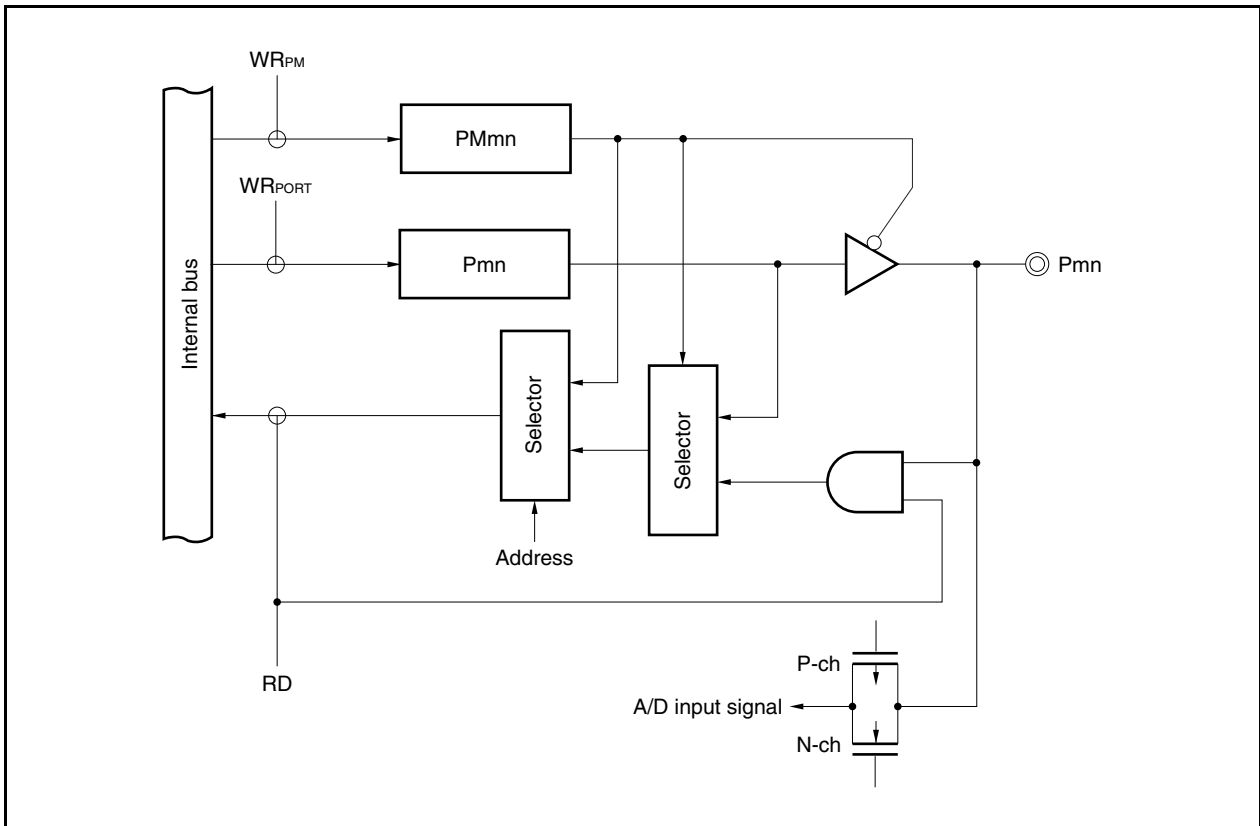 WRPM
PMmn
WRPORT
Pmn
Pmn
Internal bus
Selector
Selector
Address
RD
P-ch
A/D input signal
N-ch